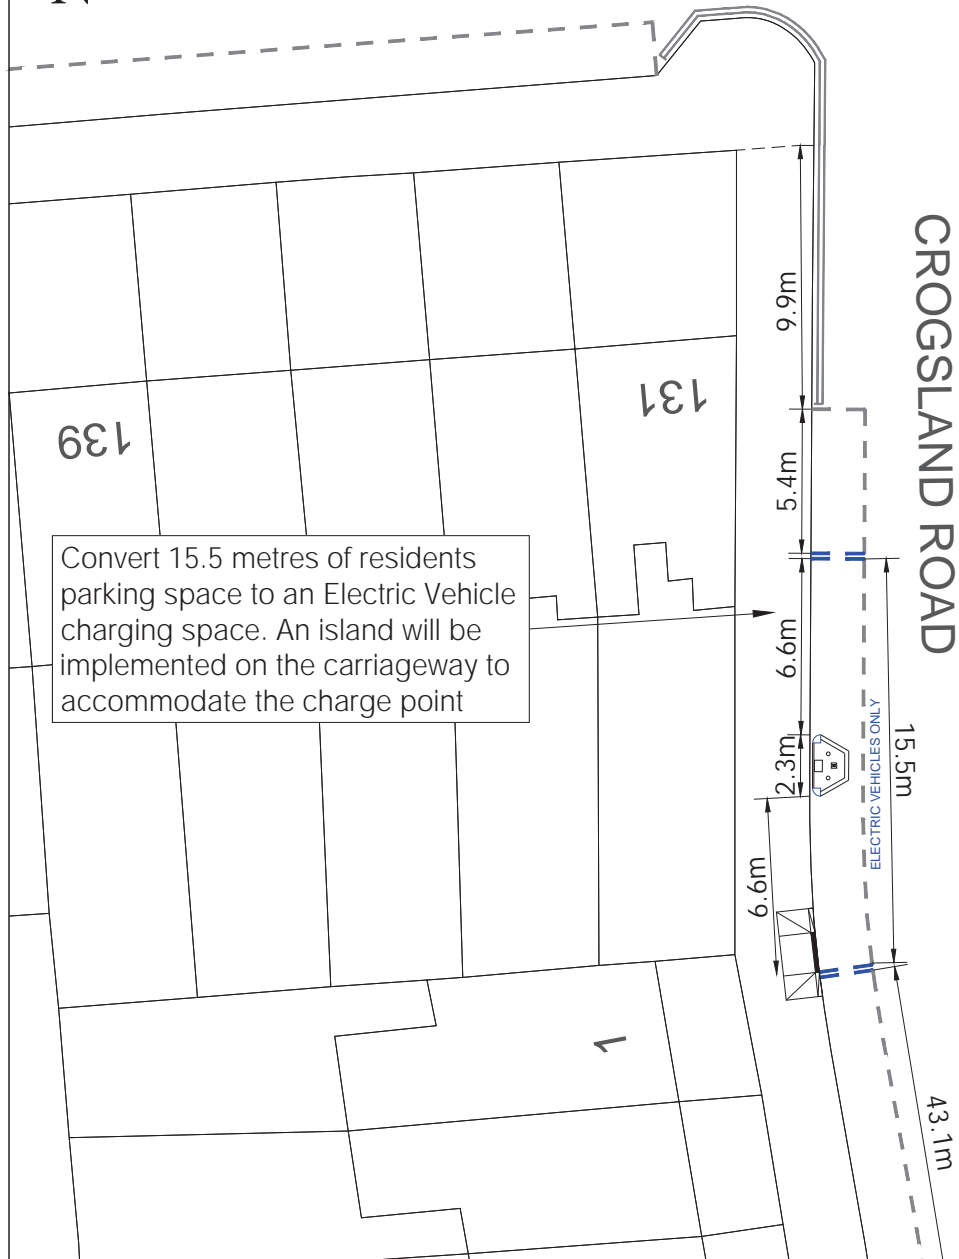 CROGSLAND ROAD
9.9m
131
139
5.4m
Convert 15.5 metres of residents
parking space to an Electric Vehicle
charging space. An island will be
implemented on the carriageway to
accommodate the charge point
6.6m
2.3m
ELECTRIC VEHICLES ONLY
15.5m
6.6m
1
43.1m